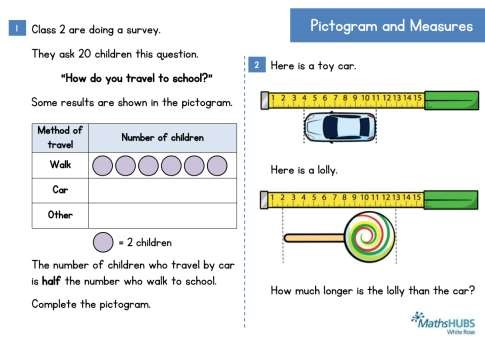 Pictogram and Measures
1 Class 2 are doing a survey.
They ask 20 children this question.
"How do you travel to school?"
Some results are shown in the pictogram.
Method of travel Number of children
Walk
Car
Other
= 2 children
The number of children who travel by car
is half the number who walk to school.
Complete the pictogram.
2 Here is a toy car.
1 2 3 4 5 6 7 8 9 10 11 12 13 14 15
Here is a lolly.
1 2 3 4 5 6 7 8 9 10 11 12 13 14 15
How much longer is the lolly than the car?
MathsHUBS
White Rose